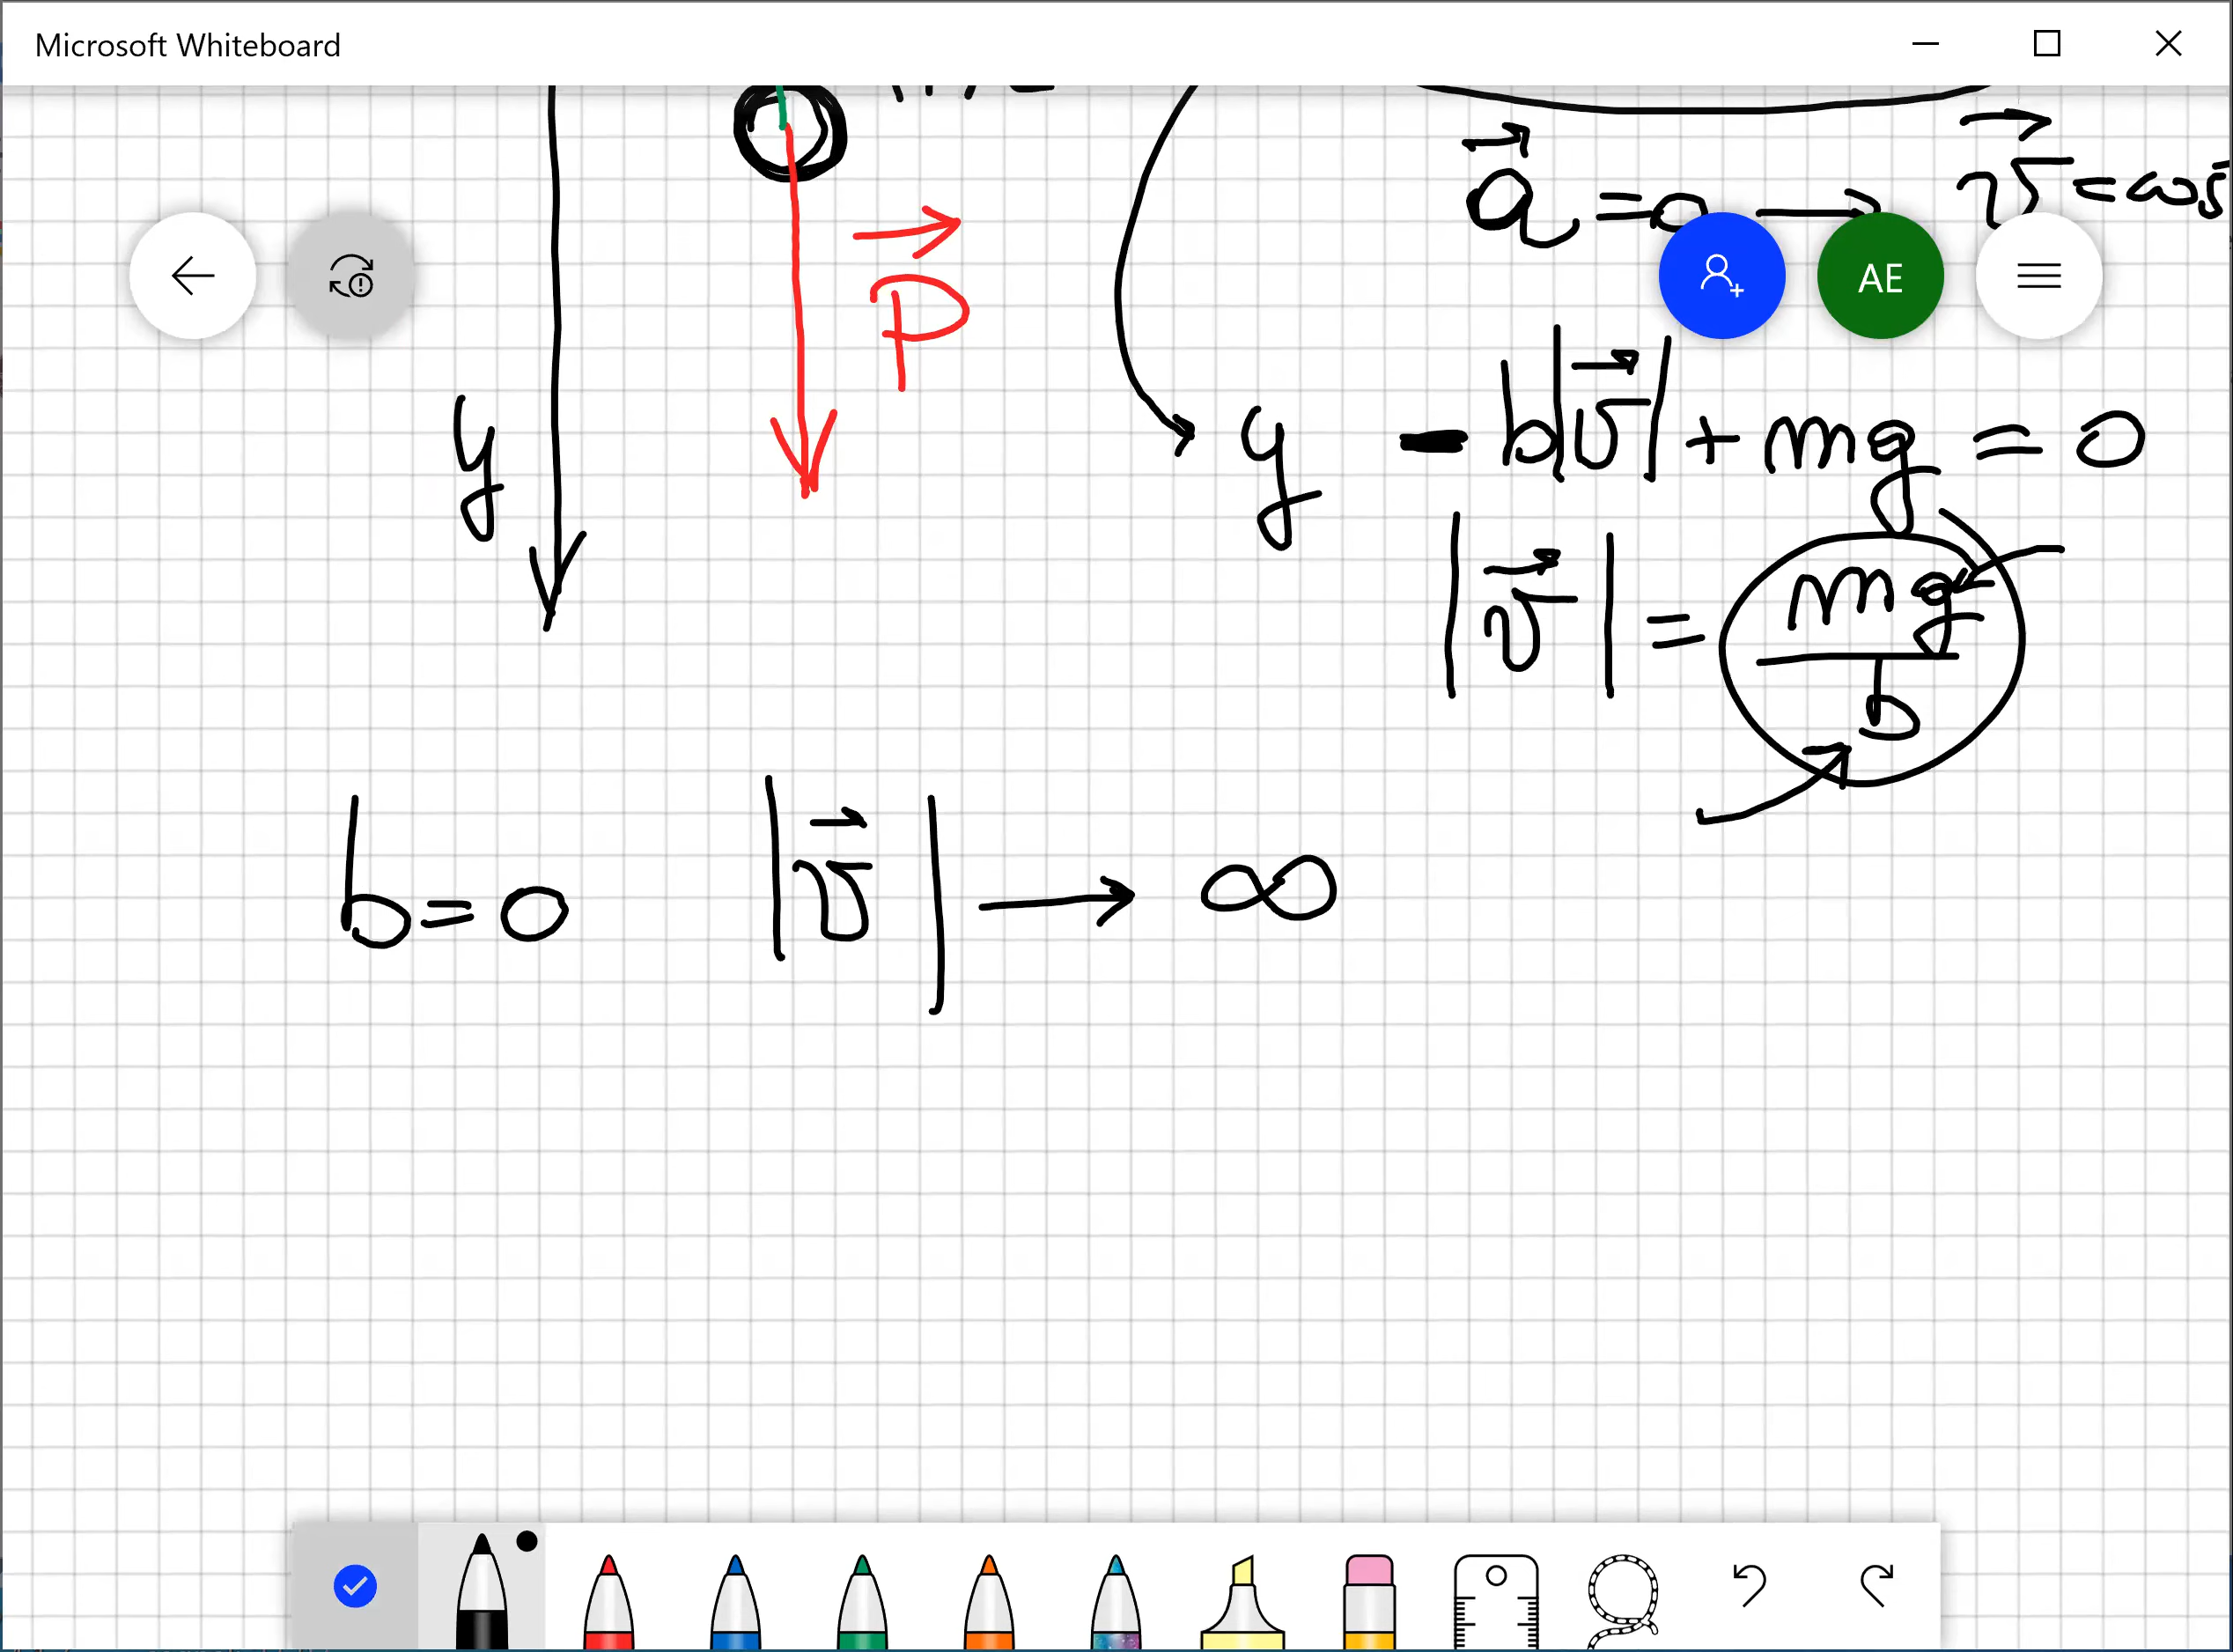 Microsoft Whiteboard
a⃗ = 0 → v⃗ = cos
AE
P⃗
y
y - b|v⃗| + mg = 0
|v⃗| = mg/b
b = 0 |v⃗| → ∞